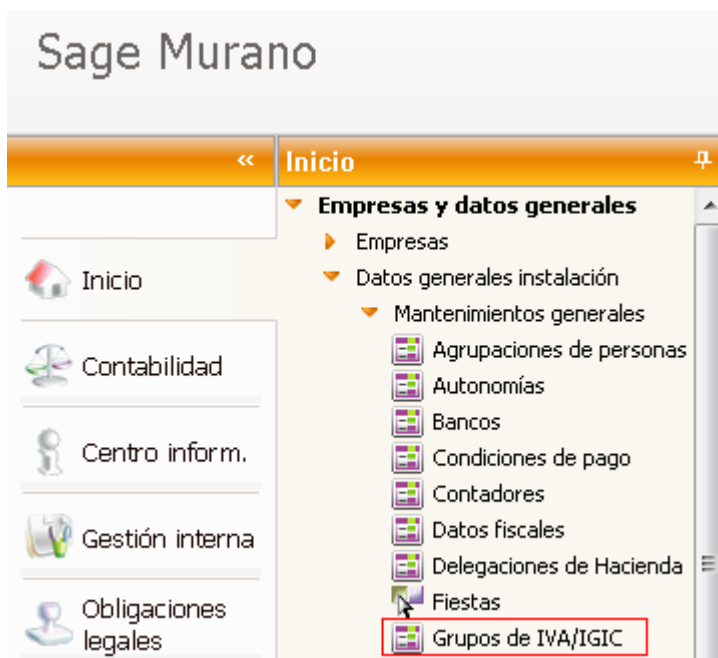 Sage Murano
«
Inicio
Empresas y datos generales
Empresas
Datos generales instalación
Mantenimientos generales
Agrupaciones de personas
Autonomías
Bancos
Condiciones de pago
Contadores
Datos fiscales
Delegaciones de Hacienda
Fiestas
Grupos de IVA/IGIC
Inicio
Contabilidad
Centro inform.
Gestión interna
Obligaciones
legales